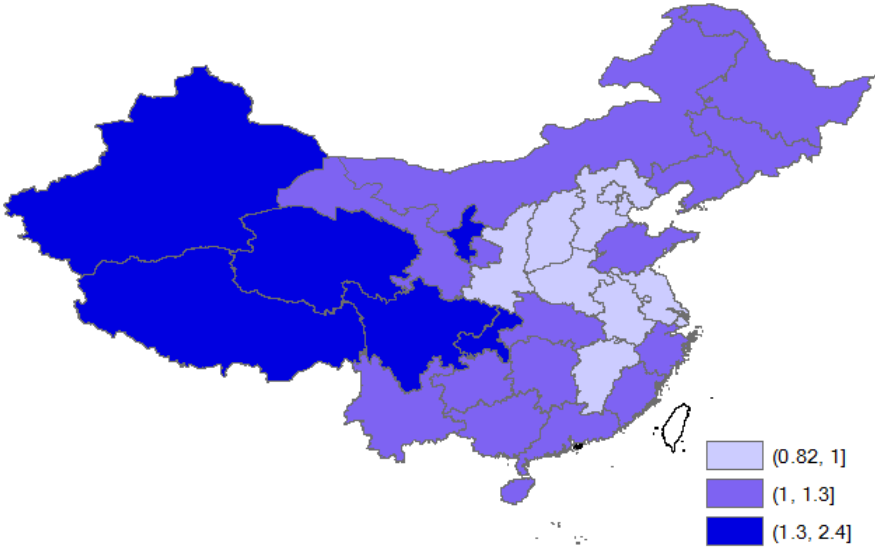 (0.82, 1]
(1, 1.3]
(1.3, 2.4]